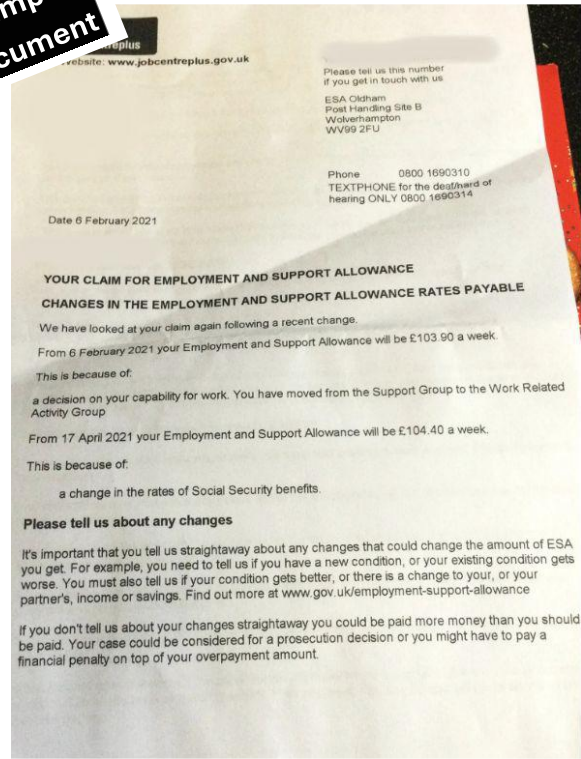 cument
replus
website: www.jobcentreplus.gov.uk
Please tell us this number
if you get in touch with us
ESA Oldham
Post Handling Site B
Wolverhampton
WV99 2FU
Phone 0800 1690310
TEXTPHONE for the deaf/hard of
hearing ONLY 0800 1690314
Date 6 February 2021
YOUR CLAIM FOR EMPLOYMENT AND SUPPORT ALLOWANCE
CHANGES IN THE EMPLOYMENT AND SUPPORT ALLOWANCE RATES PAYABLE
We have looked at your claim again following a recent change.
From 6 February 2021 your Employment and Support Allowance will be £103.90 a week.
This is because of:
a decision on your capability for work. You have moved from the Support Group to the Work Related
Activity Group
From 17 April 2021 your Employment and Support Allowance will be £104.40 a week.
This is because of:
a change in the rates of Social Security benefits.
Please tell us about any changes
It's important that you tell us straightaway about any changes that could change the amount of ESA
you get. For example, you need to tell us if you have a new condition, or your existing condition gets
worse. You must also tell us if your condition gets better, or there is a change to your, or your
partner's, income or savings. Find out more at www.gov.uk/employment-support-allowance
If you don't tell us about your changes straightaway you could be paid more money than you should
be paid. Your case could be considered for a prosecution decision or you might have to pay a
financial penalty on top of your overpayment amount.